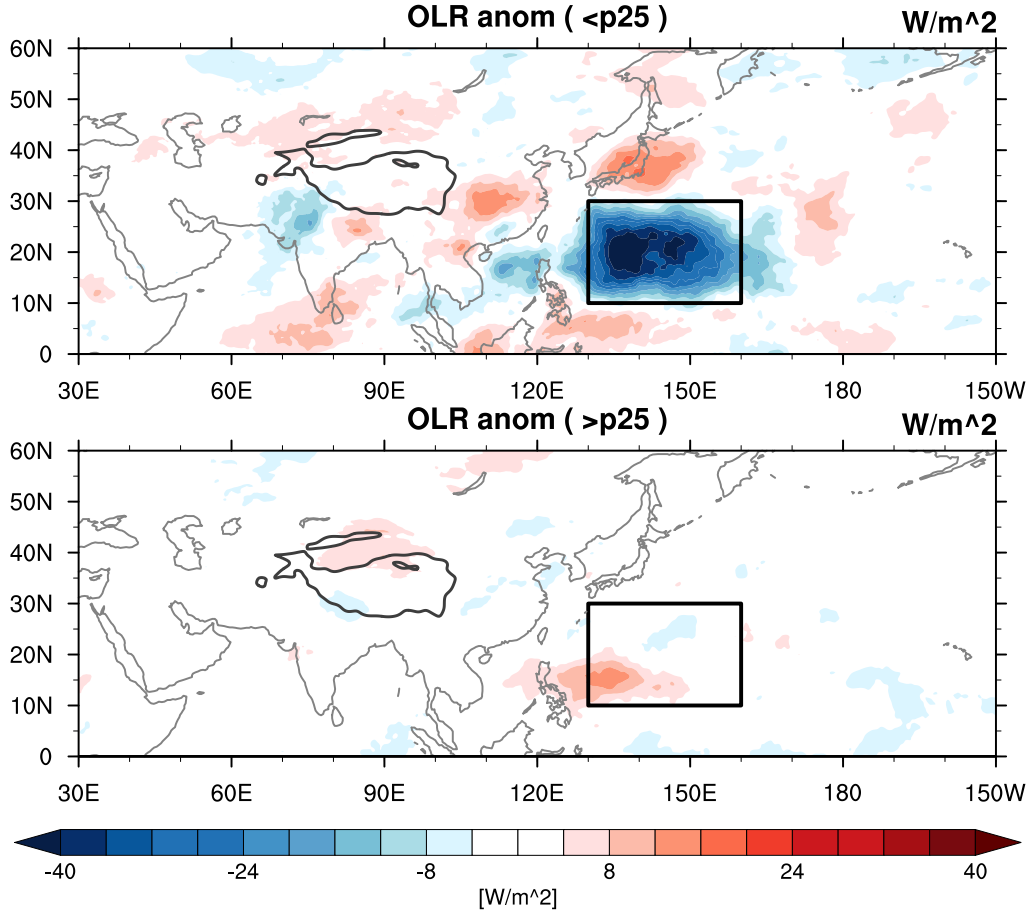 OLR anom ( <p25 )
W/m^2
60N
50N
40N
30N
20N
10N
0
30E 60E 90E 120E 150E 180 150W
OLR anom ( >p25 )
W/m^2
60N
50N
40N
30N
20N
10N
0
30E 60E 90E 120E 150E 180 150W
-40 -24 -8 8 24 40
[W/m^2]